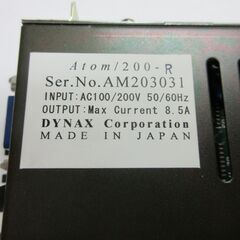 Atom/200-R
Ser.No.AM203031
INPUT:AC100/200V 50/60Hz
OUTPUT:Max Current 8.5A
DYNAX Corporation
MADE IN JAPAN